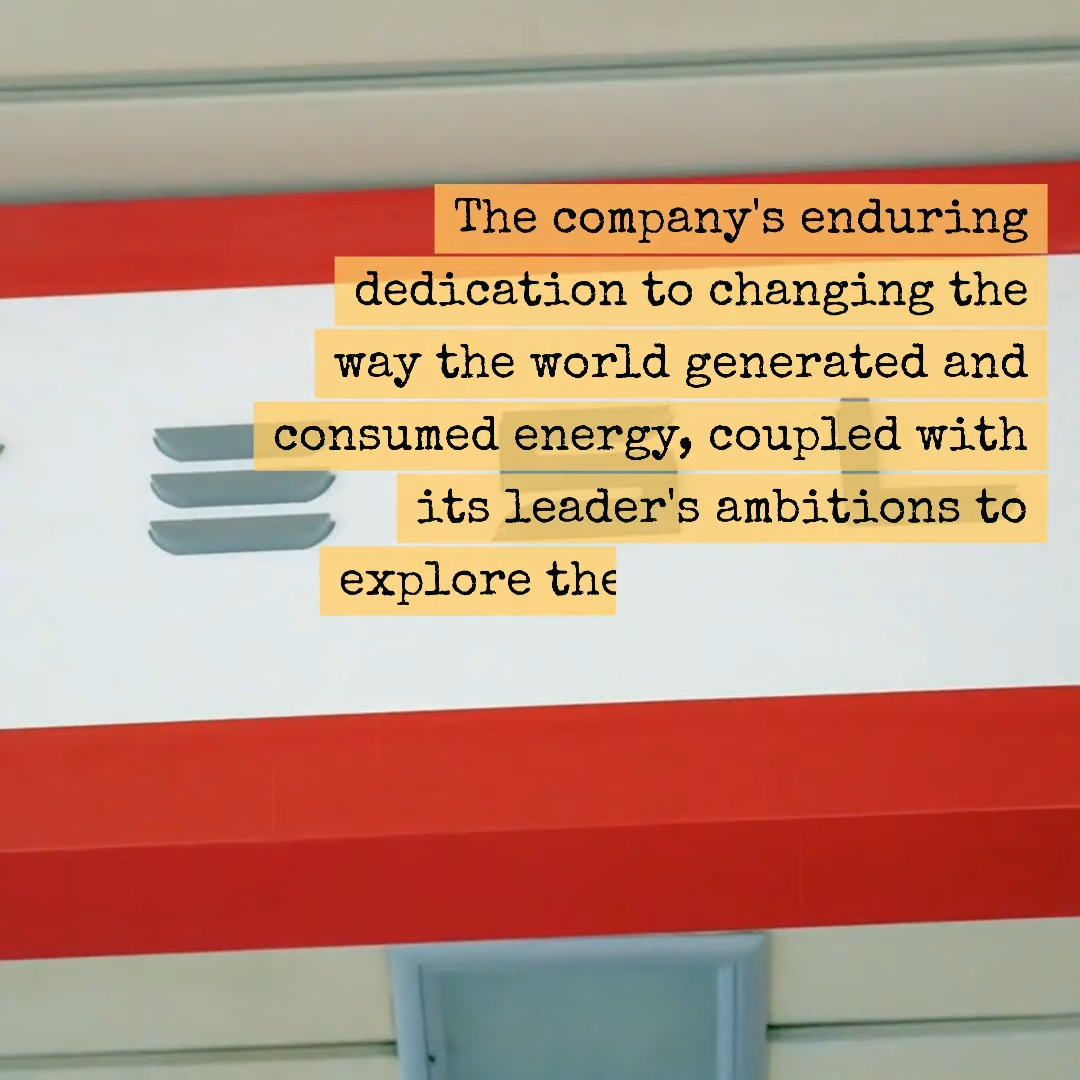 The company's enduring
dedication to changing the
way the world generated and
consumed energy, coupled with
its leader's ambitions to
explore the
E S L